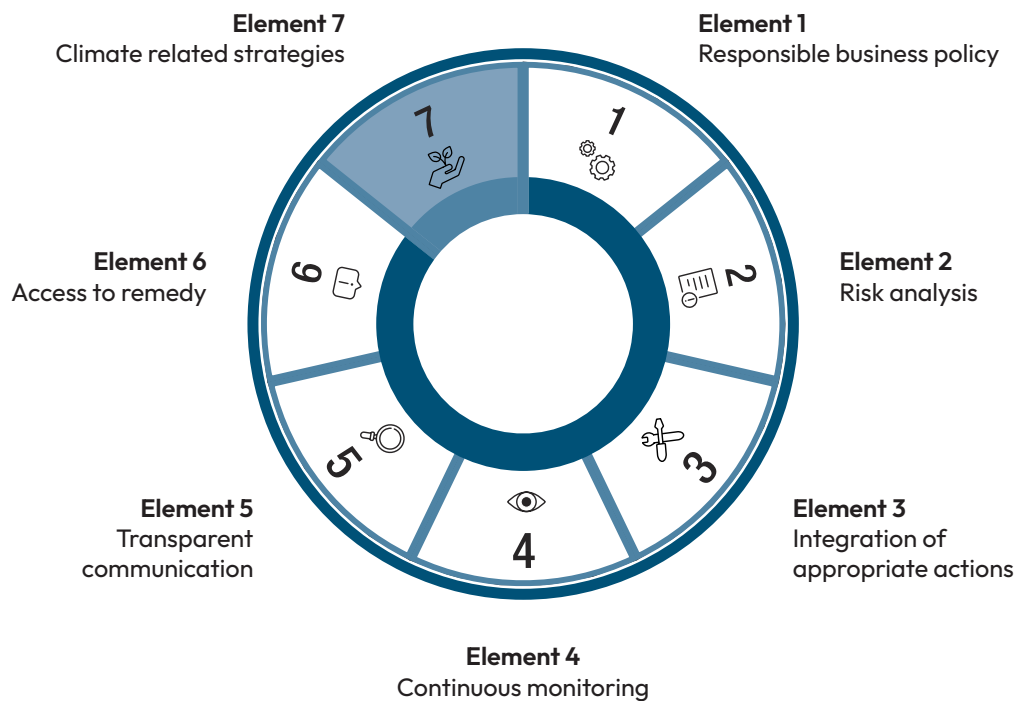 Element 7
Climate related strategies
Element 1
Responsible business policy
7
1
Element 6
Access to remedy
6
2
Element 2
Risk analysis
5
3
Element 5
Transparent
communication
4
Element 3
Integration of
appropriate actions
Element 4
Continuous monitoring